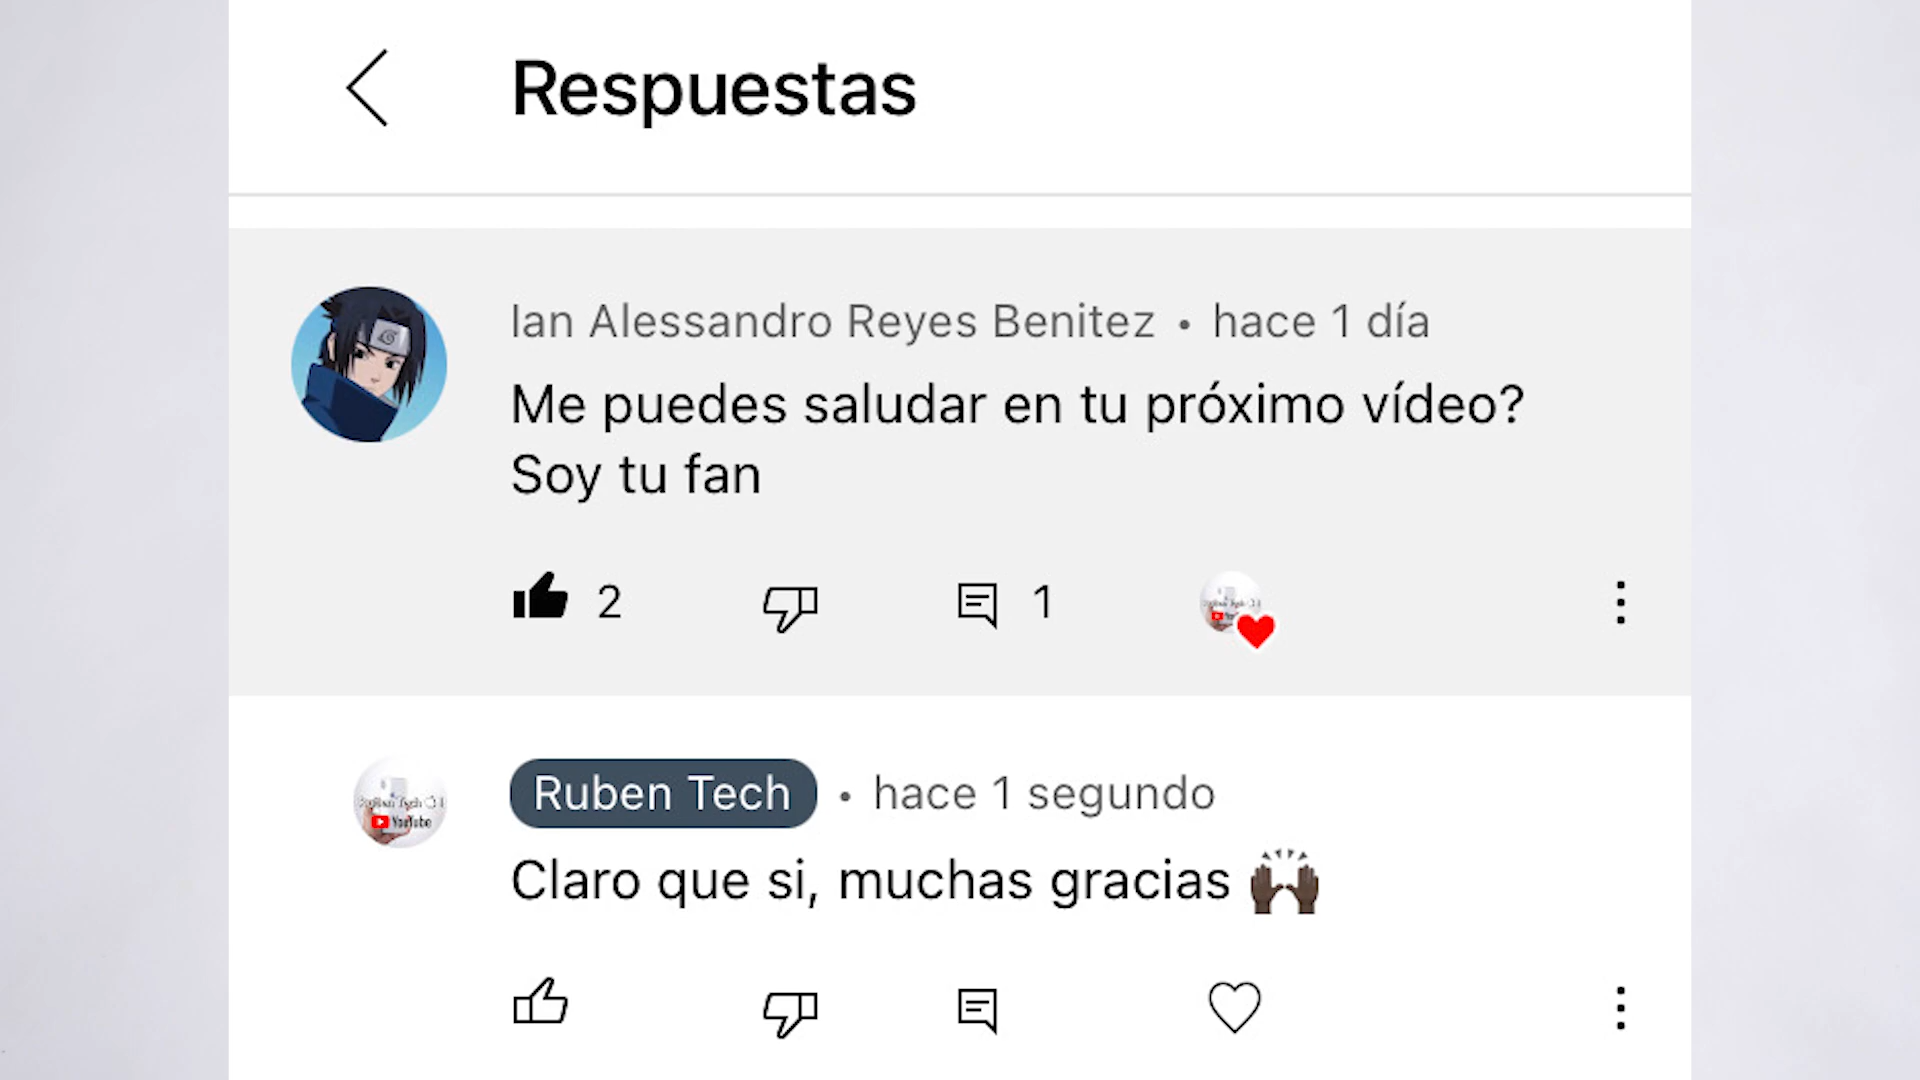 Respuestas
Ian Alessandro Reyes Benitez • hace 1 día
Me puedes saludar en tu próximo vídeo?
Soy tu fan
2
1
Ruben Tech • hace 1 segundo
YouTube
Claro que si, muchas gracias 🙌🏿